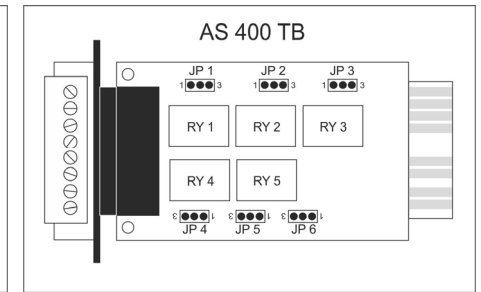 AS 400 TB
JP 1 JP 2 JP 3
1 3 1 3 1 3
RY 1 RY 2 RY 3
RY 4 RY 5
3 1 3 1 3 1
JP 4 JP 5 JP 6